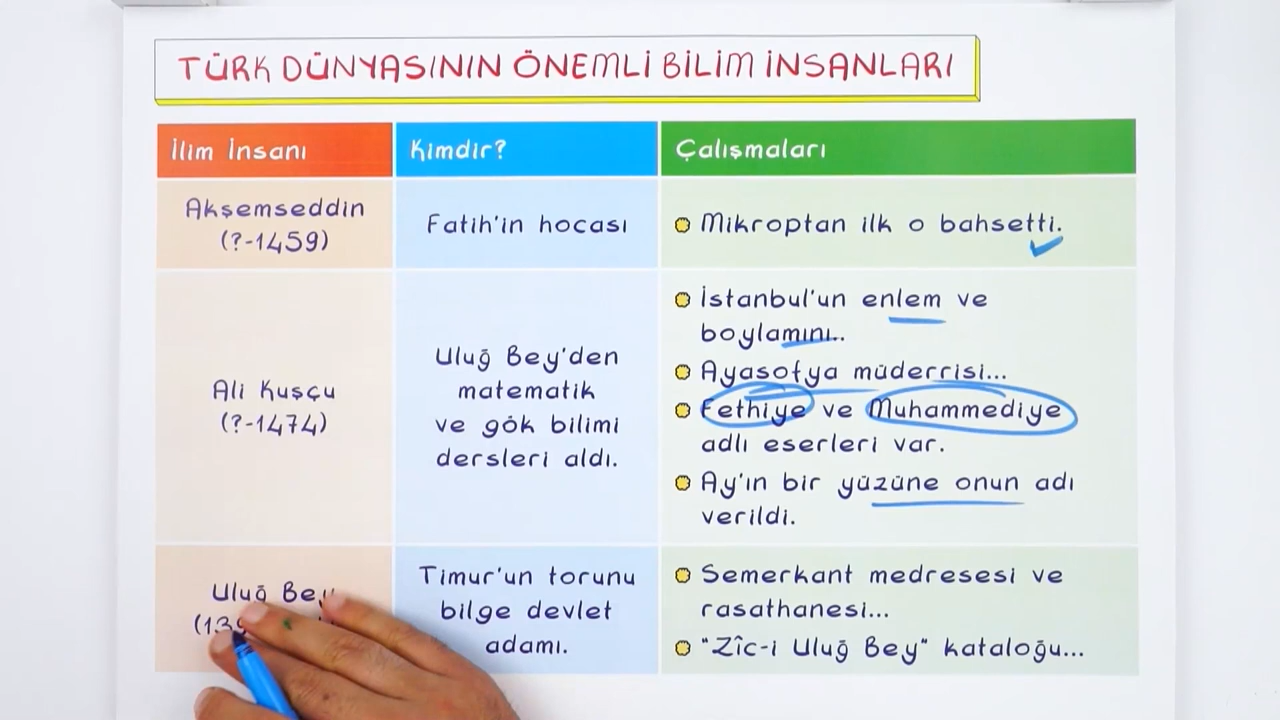 TÜRK DÜNYASININ ÖNEMLİ BİLİM İNSANLARI
İlim İnsanı
Kimdir?
Çalışmaları
Akşemseddin
(?-1459)
Fatih'in hocası
Mikroptan ilk o bahsetti.
Ali Kuşçu
(?-1474)
Uluğ Bey'den
matematik
ve gök bilimi
dersleri aldı.
İstanbul'un enlem ve
boylamını..
Ayasofya müderrisi...
Fethiye ve Muhammediye
adlı eserleri var.
Ay'ın bir yüzüne onun adı
verildi.
Uluğ Bey
Timur'un torunu
bilge devlet
adamı.
Semerkant medresesi ve
rasathanesi...
"Zîc-i Uluğ Bey" kataloğu...